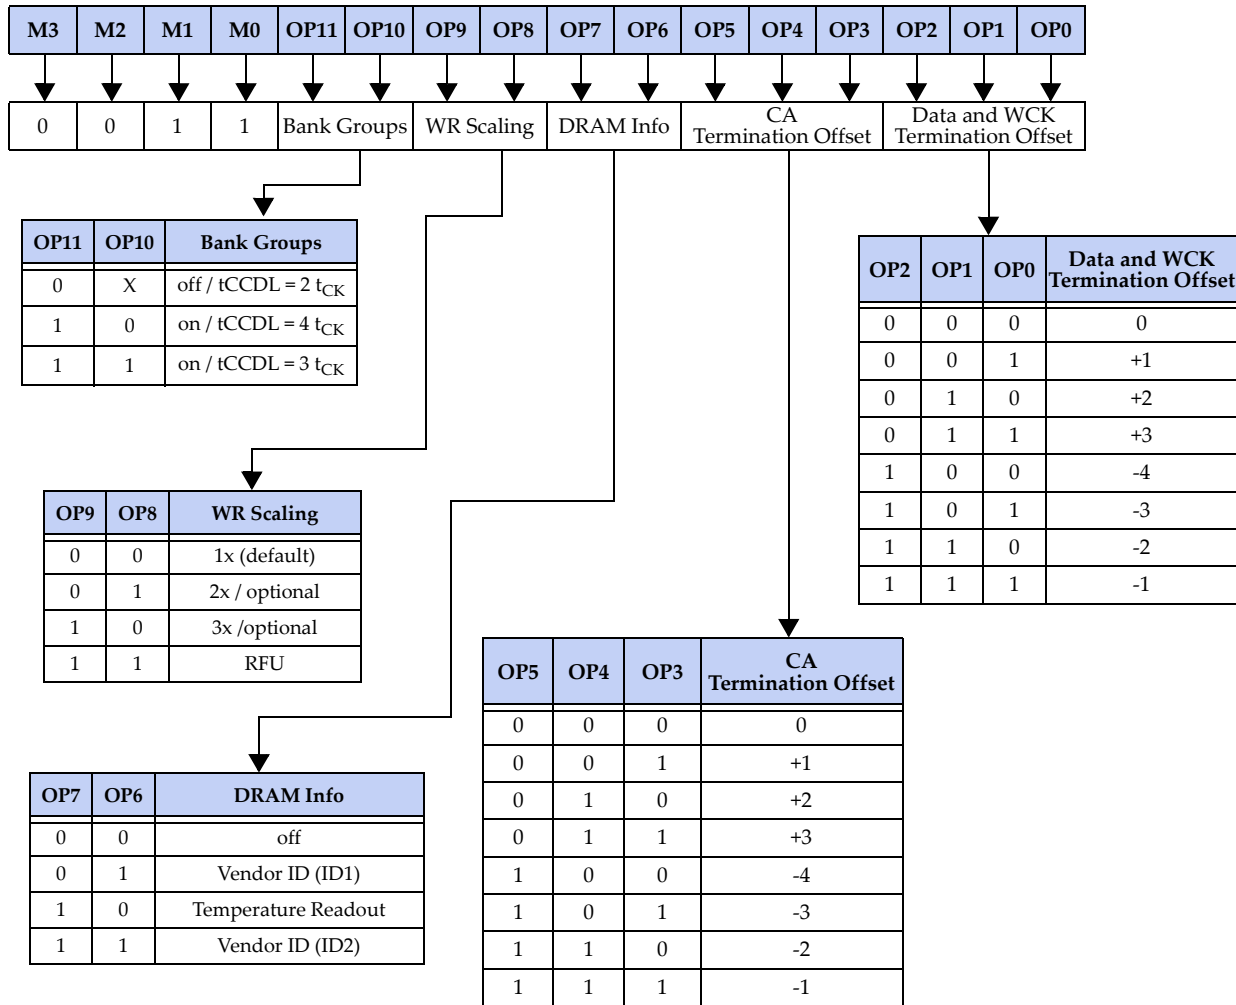 M3 M2 M1 M0 OP11 OP10 OP9 OP8 OP7 OP6 OP5 OP4 OP3 OP2 OP1 OP0
0 0 1 1 Bank Groups WR Scaling DRAM Info CA Termination Offset Data and WCK Termination Offset
OP11 OP10 Bank Groups
0 X off / tCCDL = 2 tCK
1 0 on / tCCDL = 4 tCK
1 1 on / tCCDL = 3 tCK
OP2 OP1 OP0 Data and WCK Termination Offset
0 0 0 0
0 0 1 +1
0 1 0 +2
0 1 1 +3
1 0 0 -4
1 0 1 -3
1 1 0 -2
1 1 1 -1
OP9 OP8 WR Scaling
0 0 1x (default)
0 1 2x / optional
1 0 3x /optional
1 1 RFU
OP5 OP4 OP3 CA Termination Offset
0 0 0 0
0 0 1 +1
0 1 0 +2
0 1 1 +3
1 0 0 -4
1 0 1 -3
1 1 0 -2
1 1 1 -1
OP7 OP6 DRAM Info
0 0 off
0 1 Vendor ID (ID1)
1 0 Temperature Readout
1 1 Vendor ID (ID2)